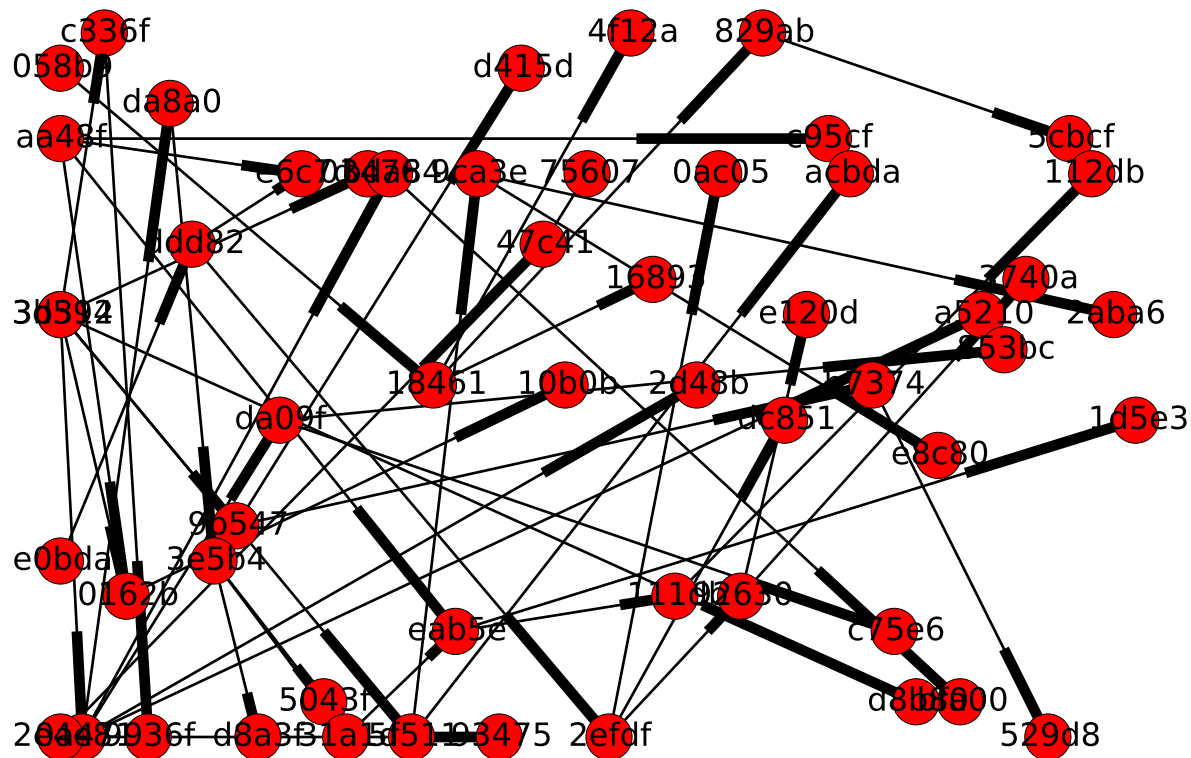 c336f
4f12a
829ab
058b9
d415d
da8a0
aa48f
c95cf
5cbcf
9ca3e
75607
0ac05
acbda
112db
ddd82
47c41
16893
3740a
e120d
a5210
2aba6
18461
10b0b
2d48b
17374
da09f
dc851
1d5e3
e8c80
9b547
3e5b4
e0bda
0162b
eab5e
c75e6
5043f
d8a3f
2efdf
529d8